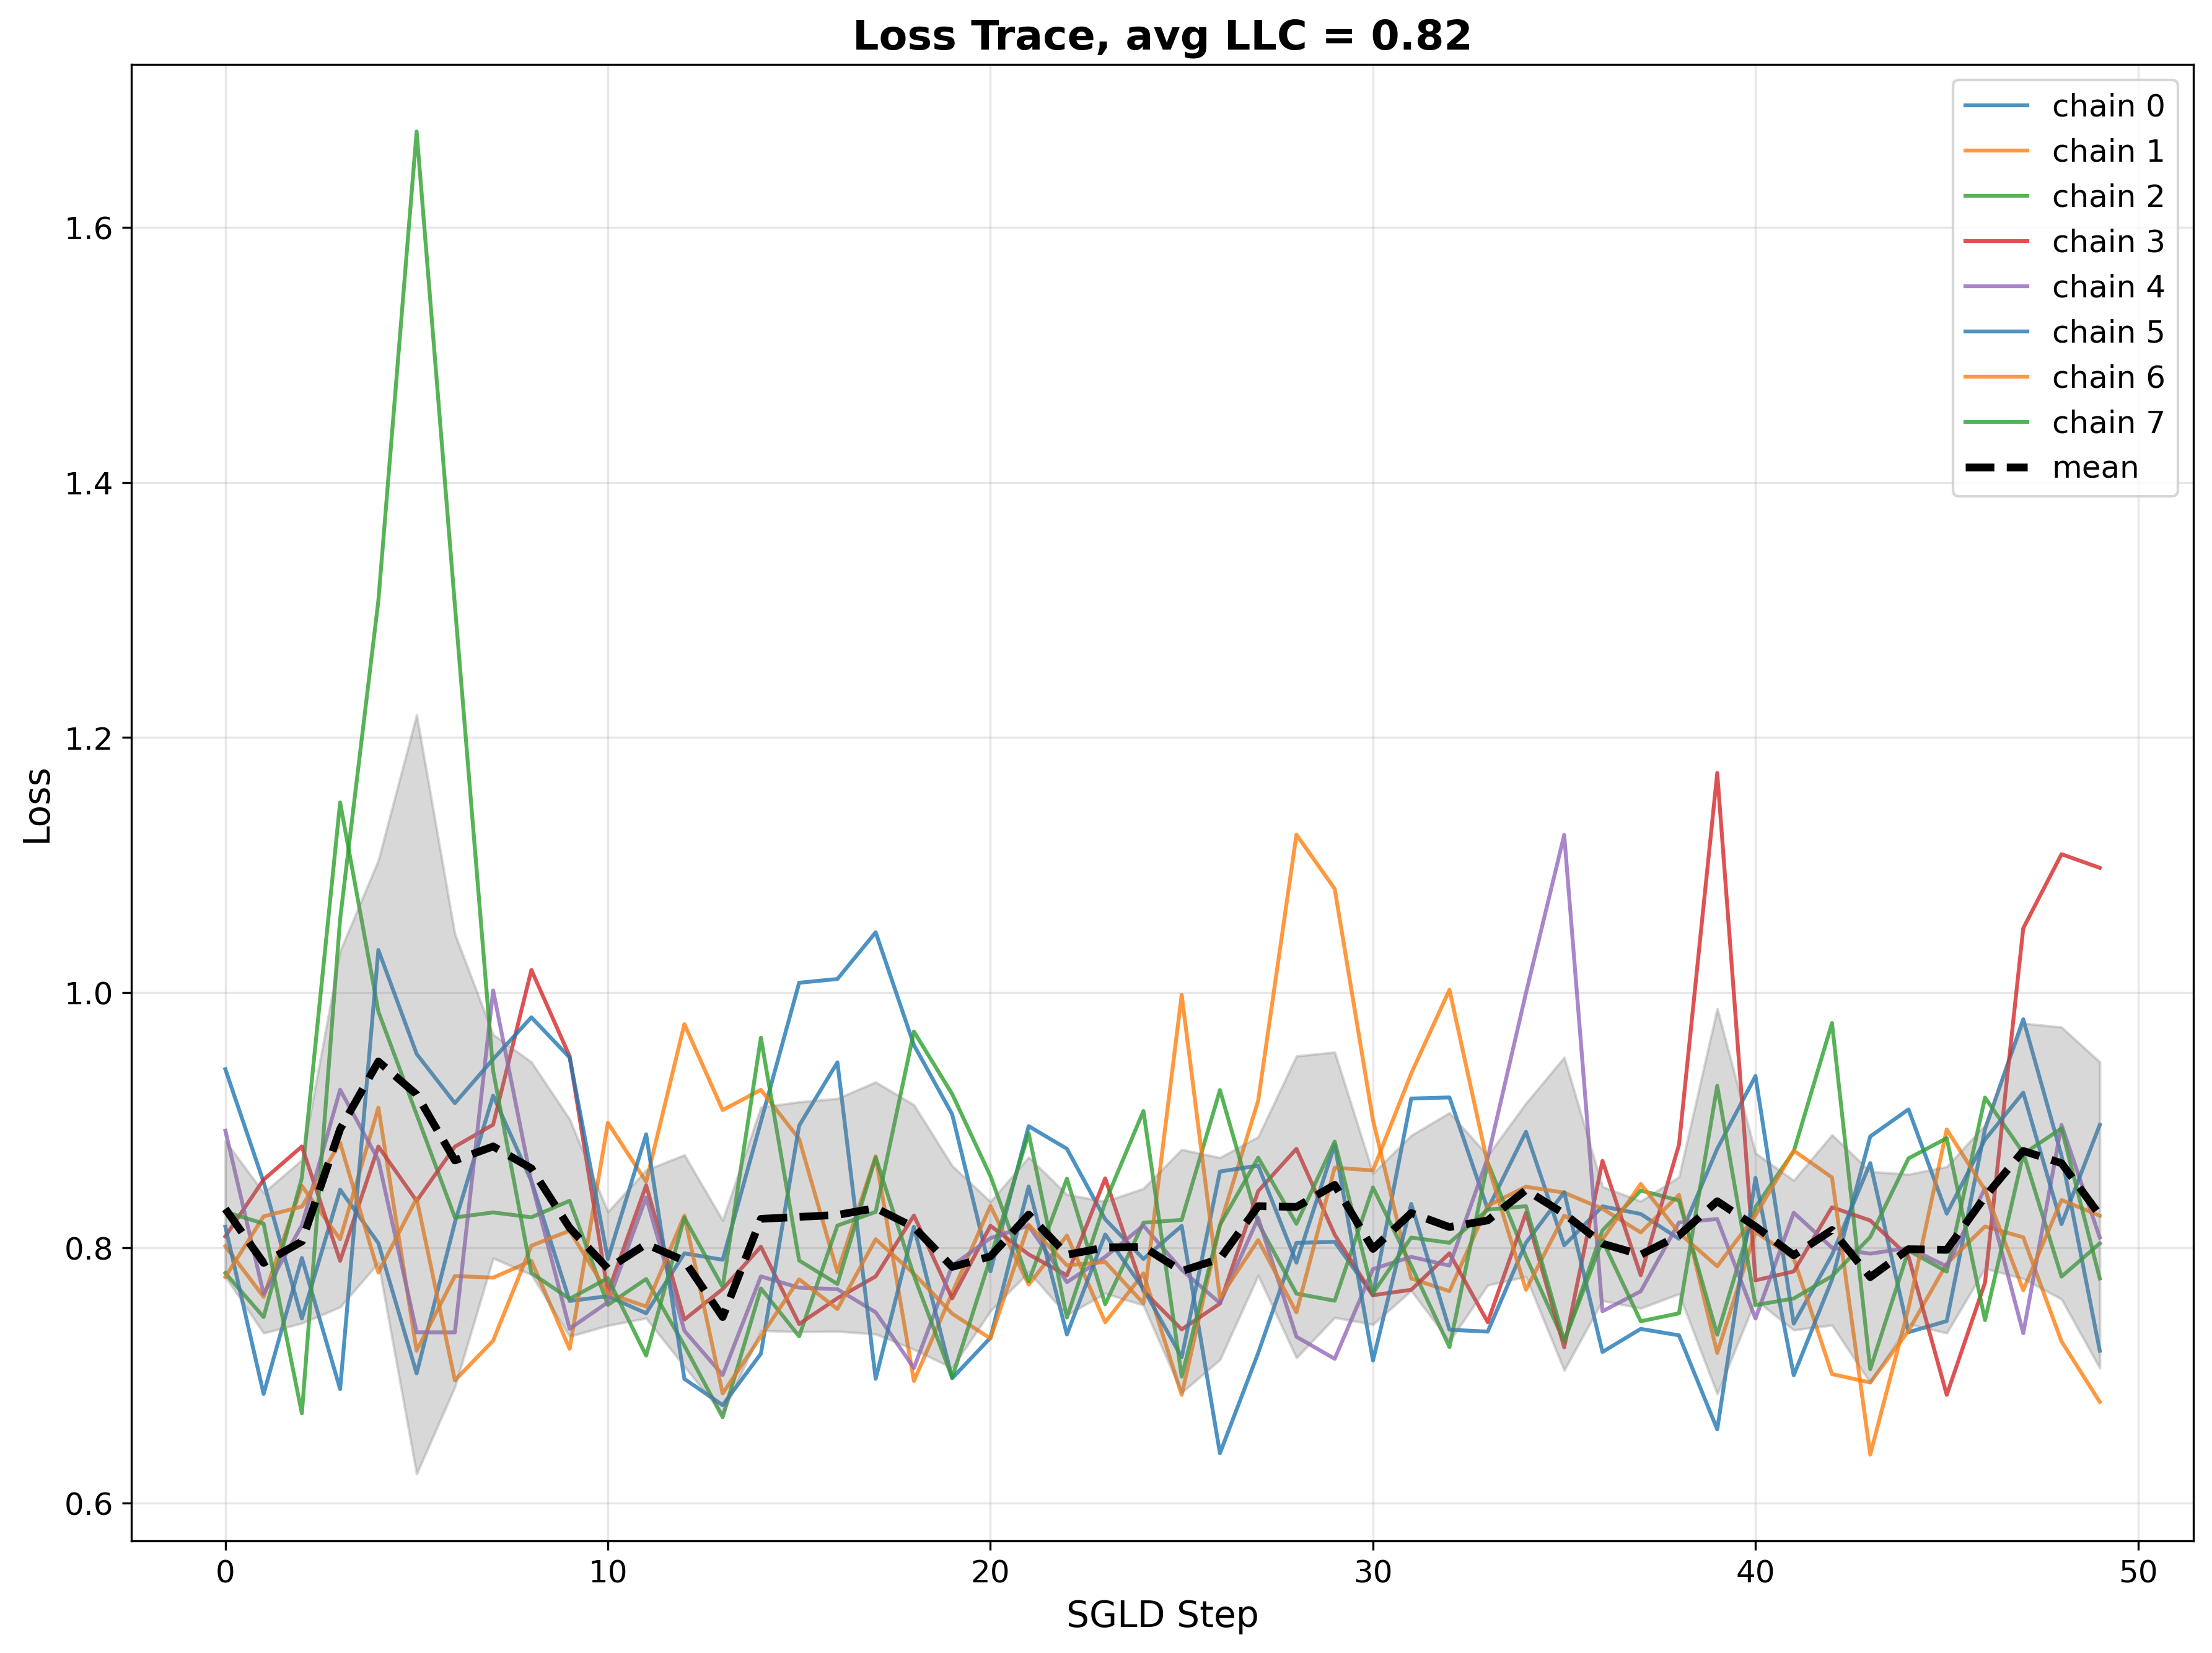 Loss Trace, avg LLC = 0.82
chain 0
chain 1
chain 2
chain 3
chain 4
chain 5
chain 6
chain 7
mean
1.6
1.4
1.2
1.0
0.8
0.6
Loss
0 10 20 30 40 50
SGLD Step